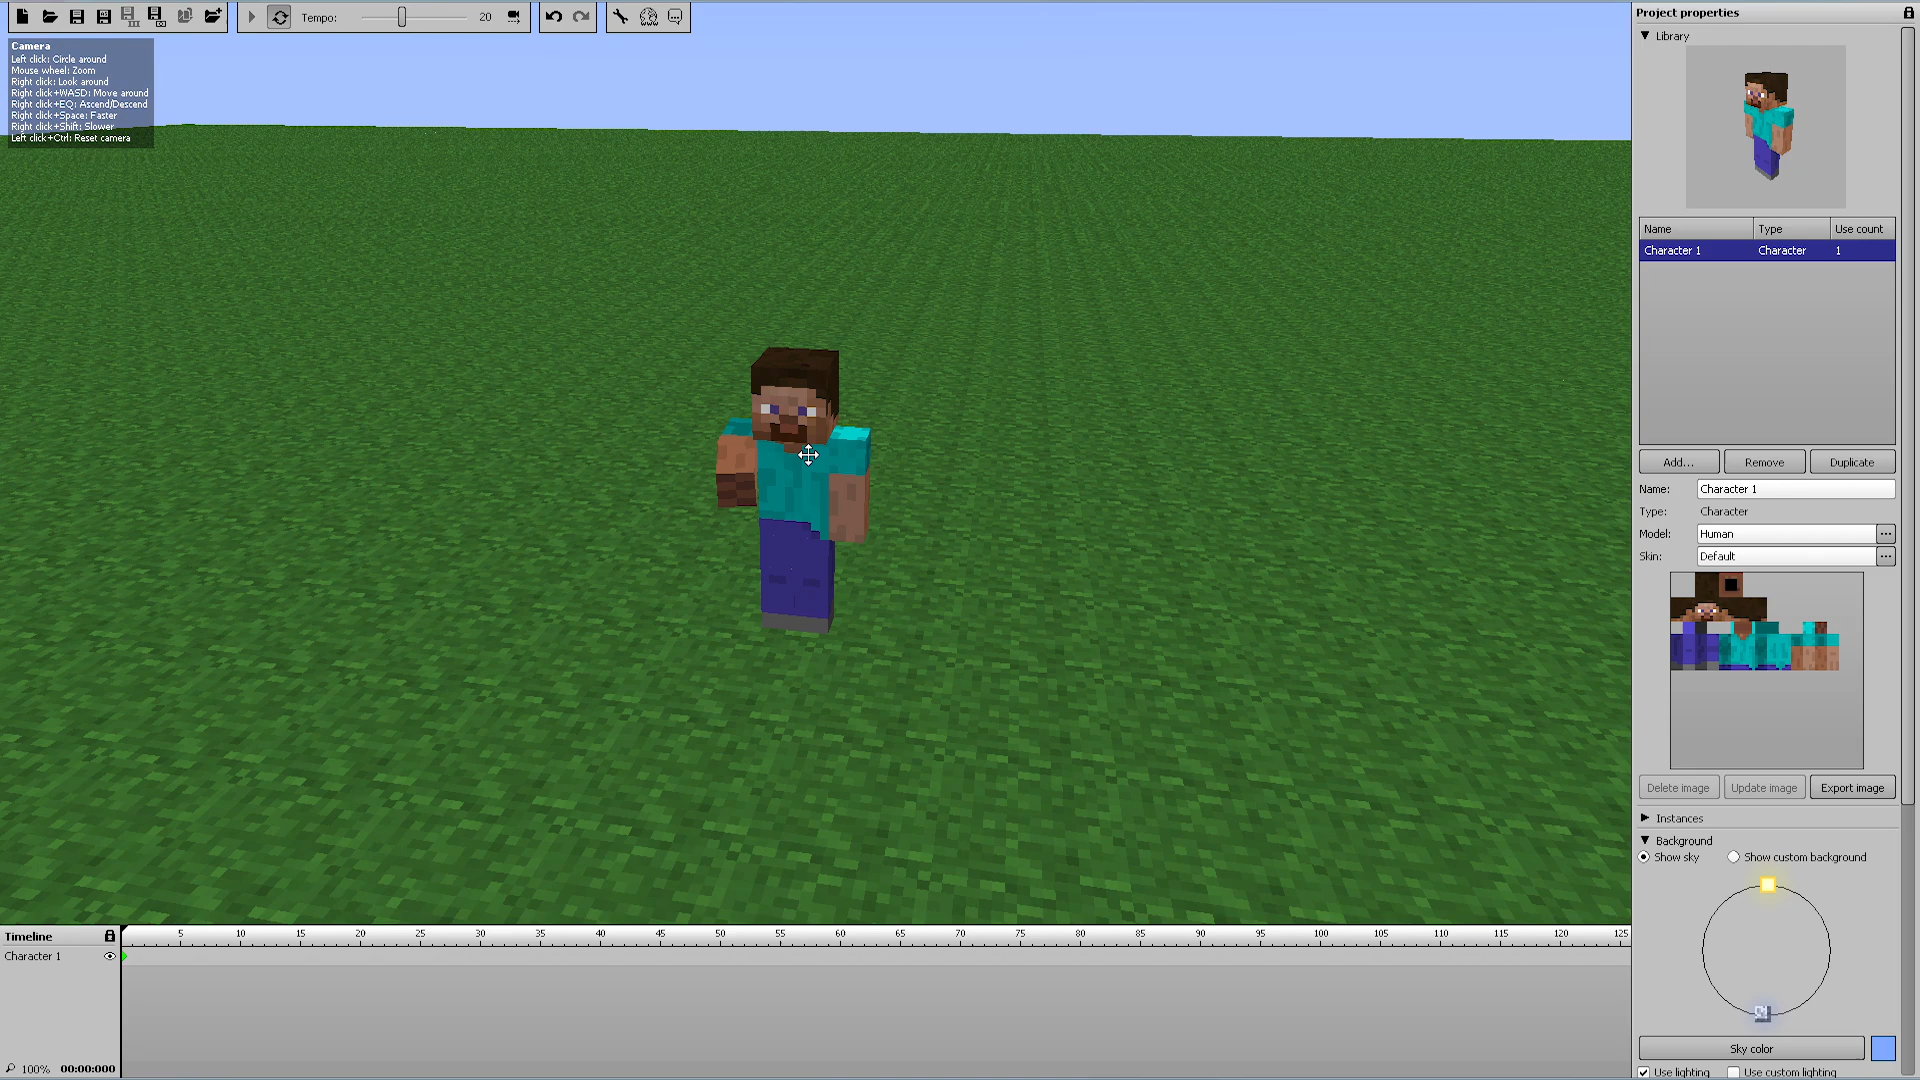 Tempo:
20
Project properties
Camera
Left click: Circle around
Mouse wheel: Zoom
Right click: Look around
Right click+WASD: Move around
Right click+EQ: Ascend/Descend
Right click+Space: Faster
Right click+Shift: Slower
Left click+Ctrl: Reset camera
Library
Name Type Use count
Character 1 Character 1
Add... Remove Duplicate
Name: Character 1
Type: Character
Model: Human ...
Skin: Default ...
Delete image Update image Export image
Instances
Background
Show sky Show custom background
Sky color
Use lighting Use custom lighting
Timeline
5 10 15 20 25 30 35 40 45 50 55 60 65 70 75 80 85 90 95 100 105 110 115 120 125
Character 1
100% 00:00:000